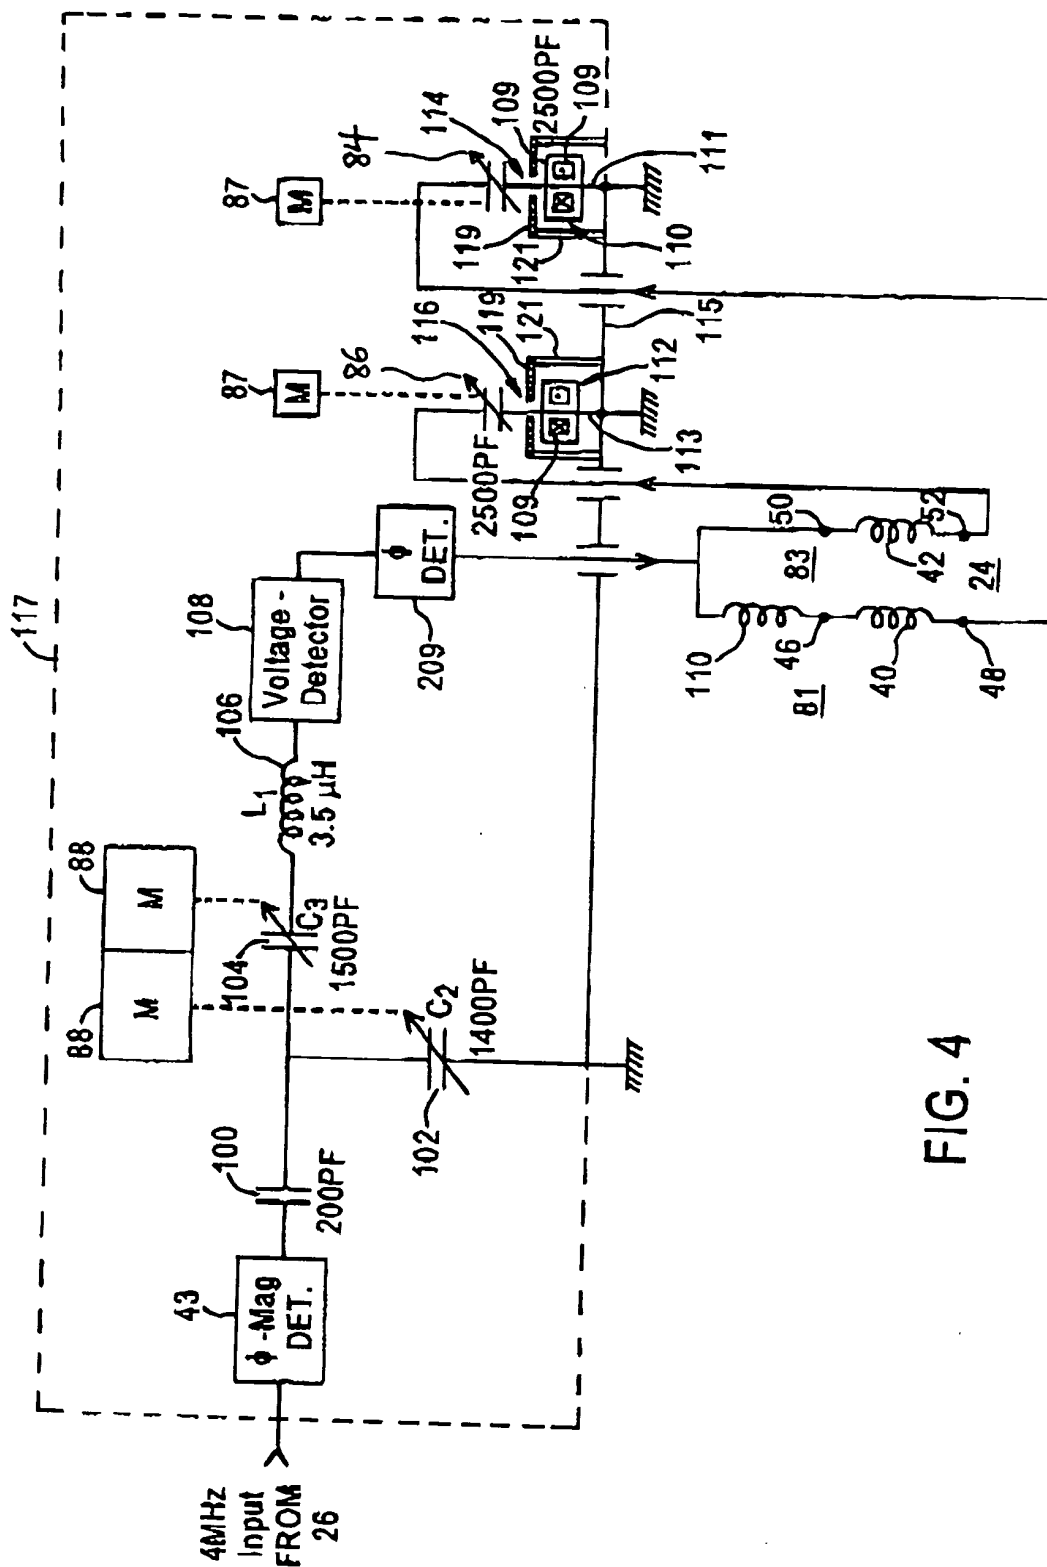 117
4MHz
Input
FROM
26
43
ϕ-Mag
DET.
100
200PF
102
C2
1400PF
88
88
M
M
104
C3
1500PF
L1
3.5 µH
106
108
Voltage -
Detector
ϕ
DET.
209
87
M
86
116
119
121
2500PF
109
112
113
115
87
M
84
114
109
2500PF
109
119
121
110
111
110
46
81
40
48
83
50
42
24
52
FIG. 4